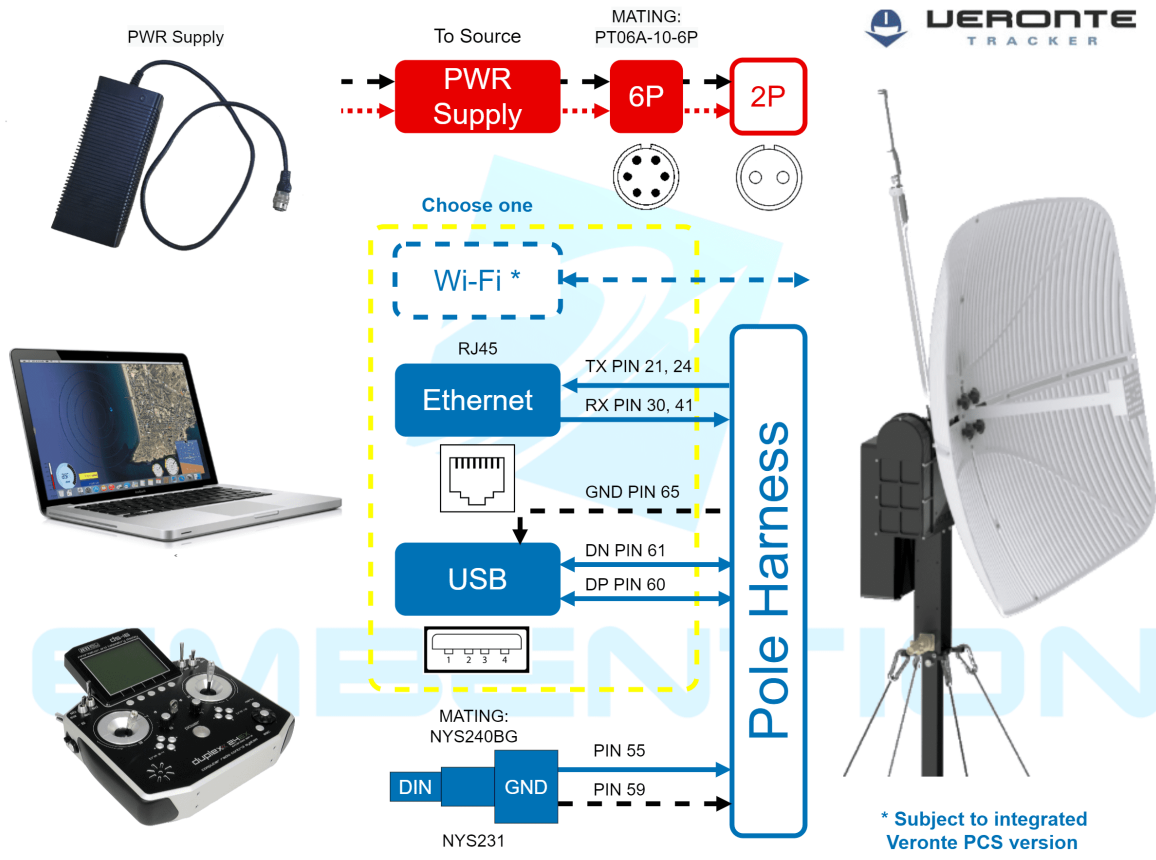 PWR Supply
To Source
MATING:
PT06A-10-6P
VERONTE
TRACKER
PWR
Supply
6P
2P
Choose one
Wi-Fi *
RJ45
Ethernet
TX PIN 21, 24
RX PIN 30, 41
GND PIN 65
USB
DN PIN 61
DP PIN 60
1 2 3 4
Pole Harness
EMBENTION
duplex
MATING:
NYS240BG
DIN
GND
PIN 55
PIN 59
NYS231
* Subject to integrated
Veronte PCS version